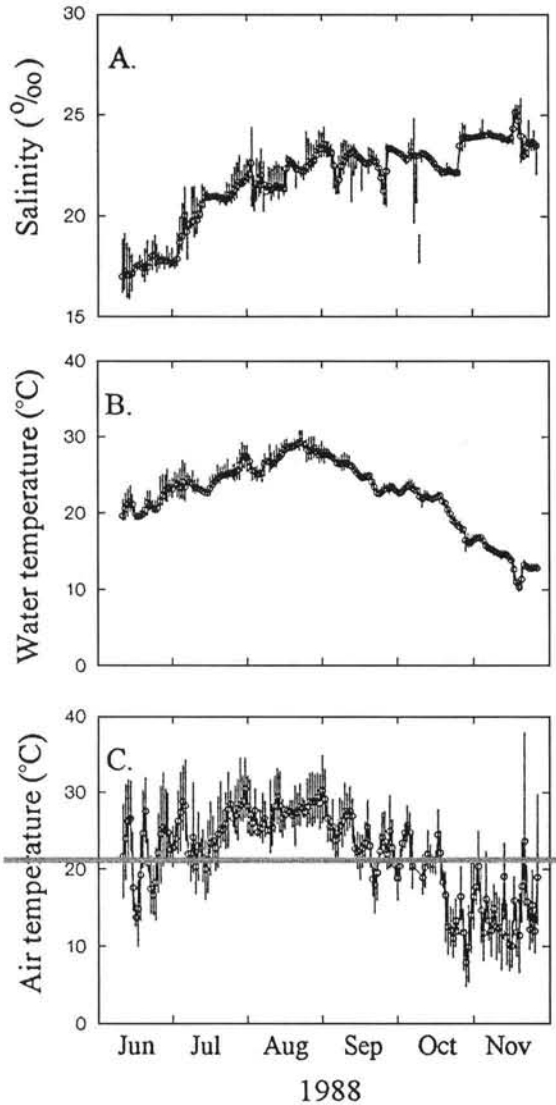 30
A.
25
20
15
Salinity (‰)
40
B.
30
20
10
0
Water temperature (°C)
40
C.
30
20
10
0
Air temperature (°C)
Jun Jul Aug Sep Oct Nov
1988